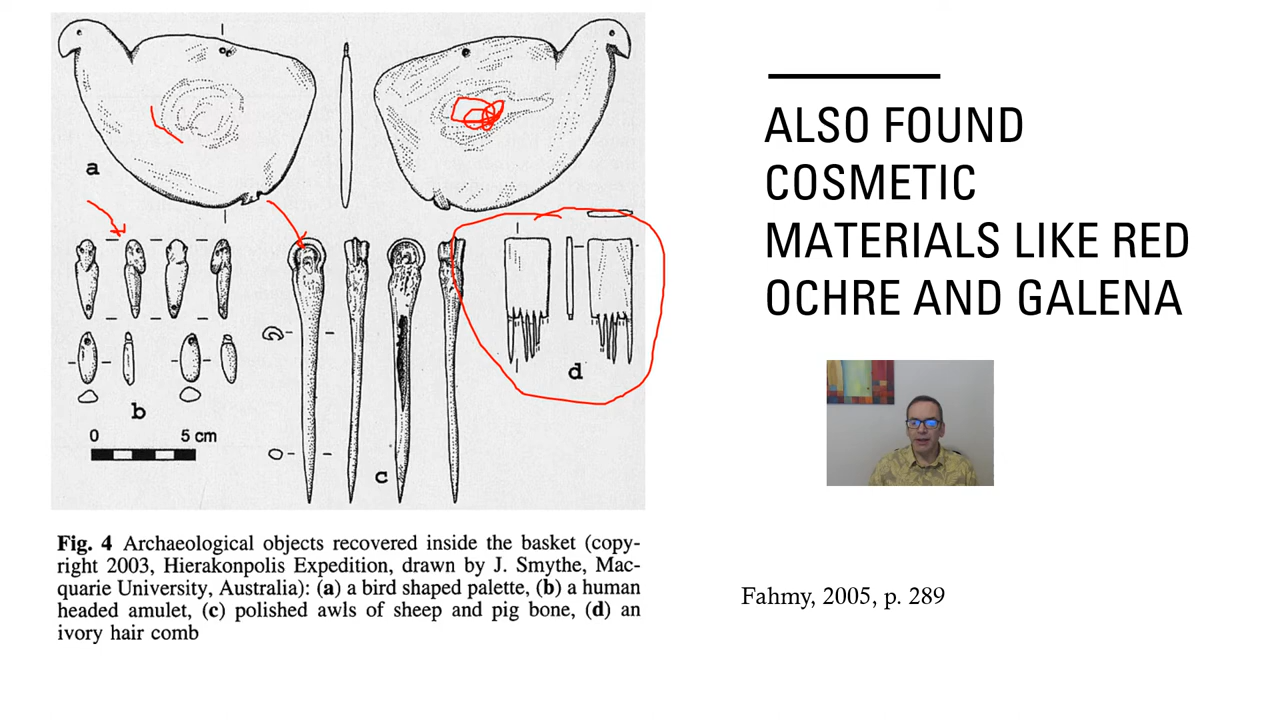 a
b
0 5 cm
c
d
Fig. 4 Archaeological objects recovered inside the basket (copy-
right 2003, Hierakonpolis Expedition, drawn by J. Smythe, Mac-
quarie University, Australia): (a) a bird shaped palette, (b) a human
headed amulet, (c) polished awls of sheep and pig bone, (d) an
ivory hair comb
ALSO FOUND
COSMETIC
MATERIALS LIKE RED
OCHRE AND GALENA
Fahmy, 2005, p. 289